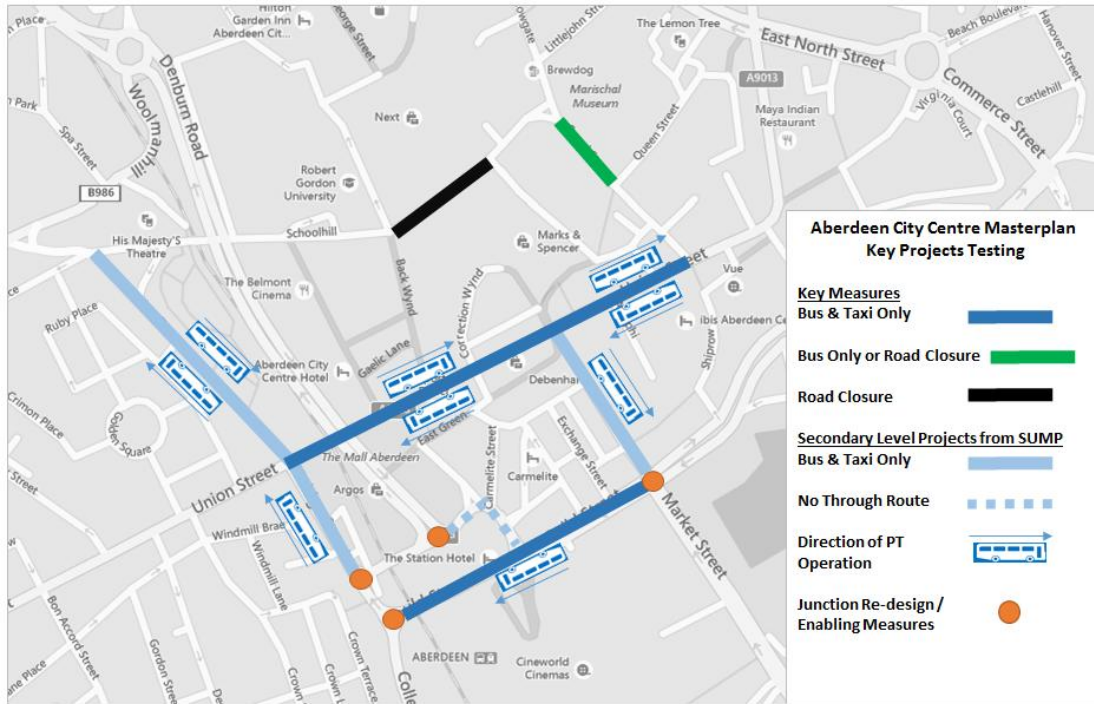 Hilton
Garden Inn
Aberdeen Cit...
George Street
Littlejohn Street
The Lemon Tree
East North Street
Beach Boulevard
Hanover Street
Denburn Road
Woolmanhill
Brewdog
Marischal
Museum
A9013
Commerce Street
Castlehill
Virginia Court
Park
Spa Street
Next
Queen Street
Maya Indian
Restaurant
Robert
Gordon
University
B986
His Majesty'S
Theatre
Schoolhill
Marks &
Spencer
Back Wynd
Correction Wynd
Vue
ibis Aberdeen Ce
Shiprow
Ruby Place
The Belmont
Cinema
Gaelic Lane
Aberdeen City
Centre Hotel
Debenha
East Green
Crimon Place
Golden Square
The Mall Aberdeen
Carmelite Street
Exchange Street
Carmelite
Union Street
Argos
Windmill Brae
The Station Hotel
Market Street
Windmill Lane
Bon Accord Street
Gordon Street
Crown Terrace
ABERDEEN
Cineworld
Cinemas
Aberdeen City Centre Masterplan
Key Projects Testing
Key Measures
Bus & Taxi Only
Bus Only or Road Closure
Road Closure
Secondary Level Projects from SUMP
Bus & Taxi Only
No Through Route
Direction of PT
Operation
Junction Re-design /
Enabling Measures